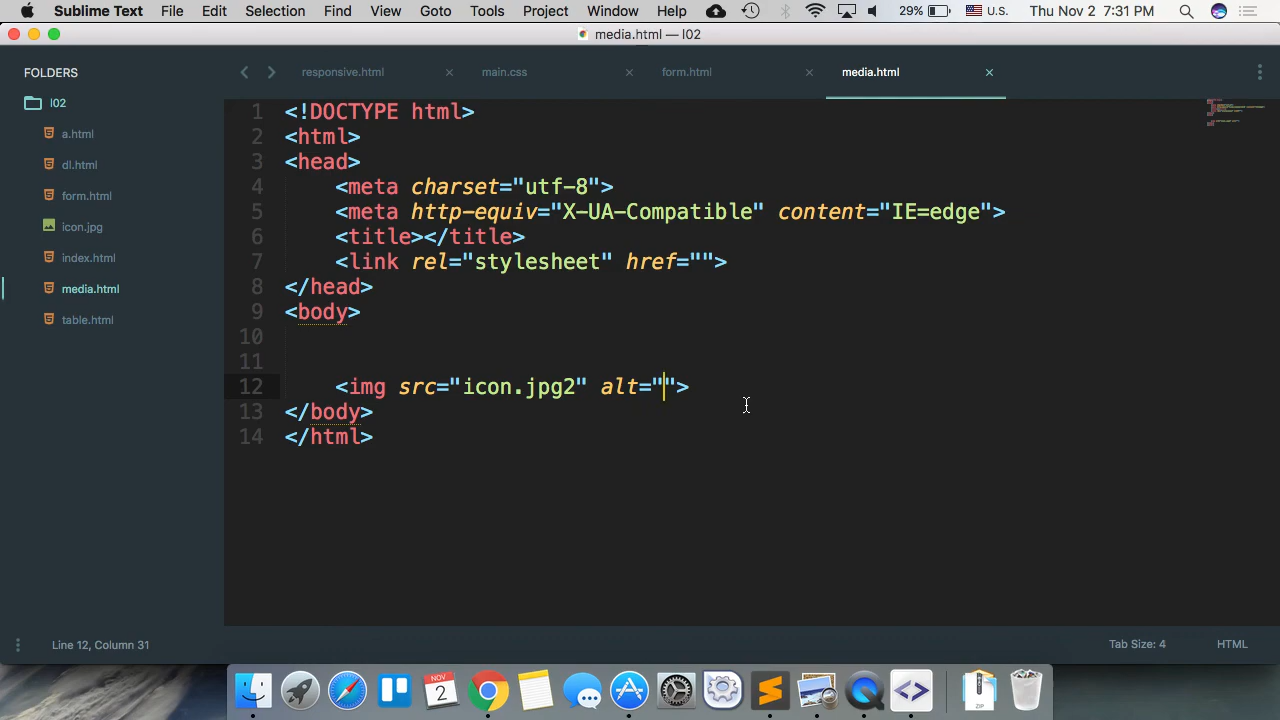 Sublime Text File Edit Selection Find View Goto Tools Project Window Help 29% U.S. Thu Nov 2 7:31 PM
media.html — l02
FOLDERS
l02
a.html
dl.html
form.html
icon.jpg
index.html
media.html
table.html
responsive.html × main.css × form.html × media.html ×
1 <!DOCTYPE html>
2 <html>
3 <head>
4 <meta charset="utf-8">
5 <meta http-equiv="X-UA-Compatible" content="IE=edge">
6 <title></title>
7 <link rel="stylesheet" href="">
8 </head>
9 <body>
10
11
12 <img src="icon.jpg2" alt="">
13 </body>
14 </html>
Line 12, Column 31 Tab Size: 4 HTML
NOV
2
ZIP